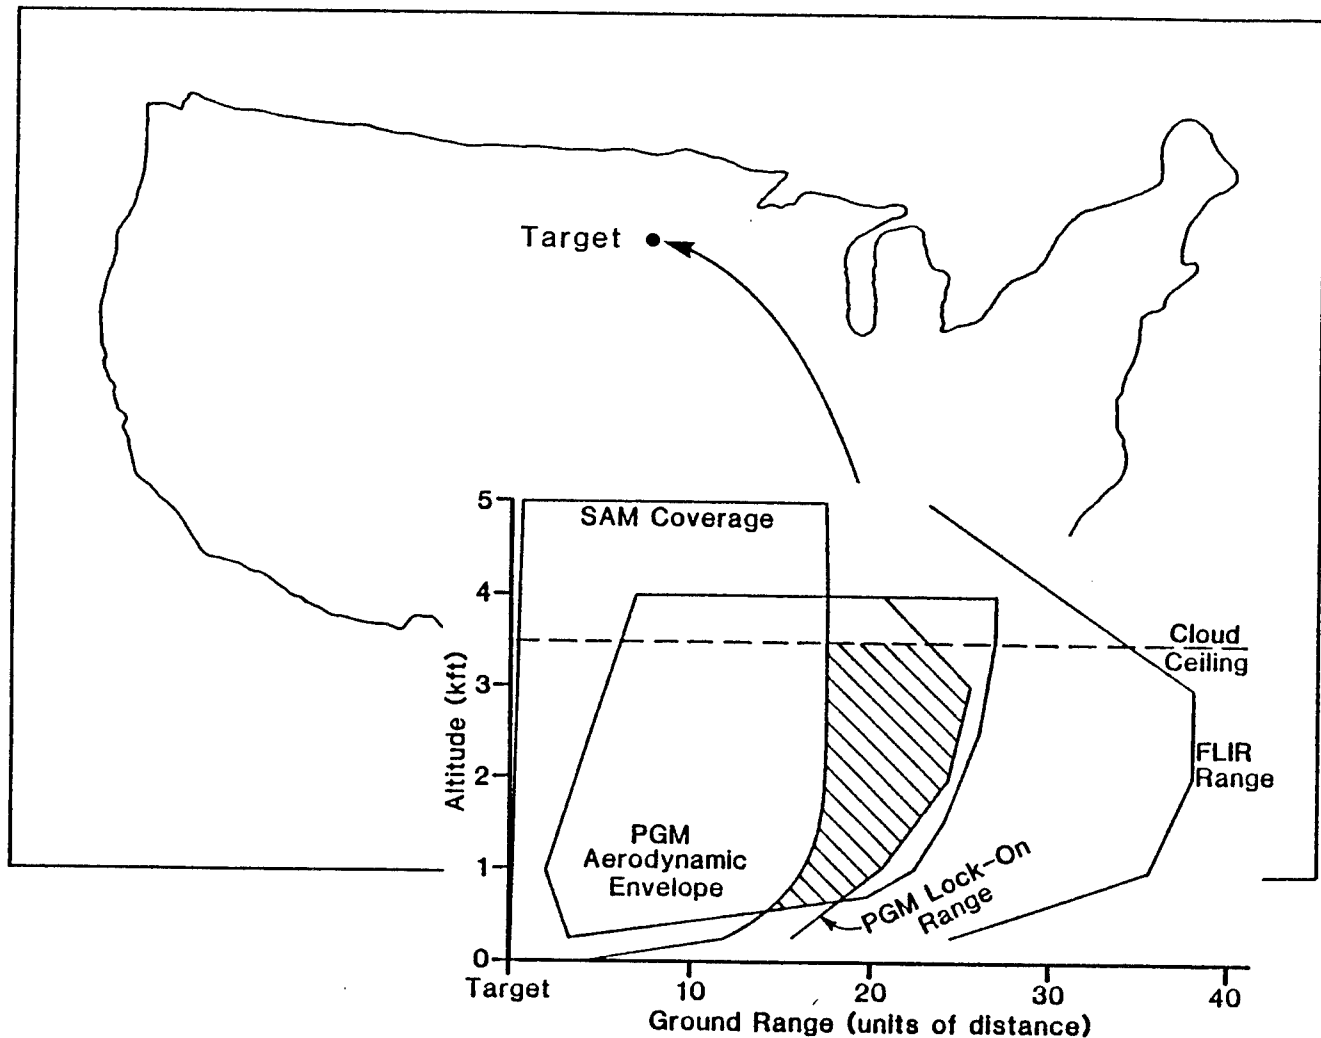 Target
5
SAM Coverage
4
Cloud
Ceiling
3
Altitude (kft)
FLIR
Range
2
PGM
Aerodynamic
Envelope
1
PGM Lock-On
Range
0
Target
10
20
30
40
Ground Range (units of distance)